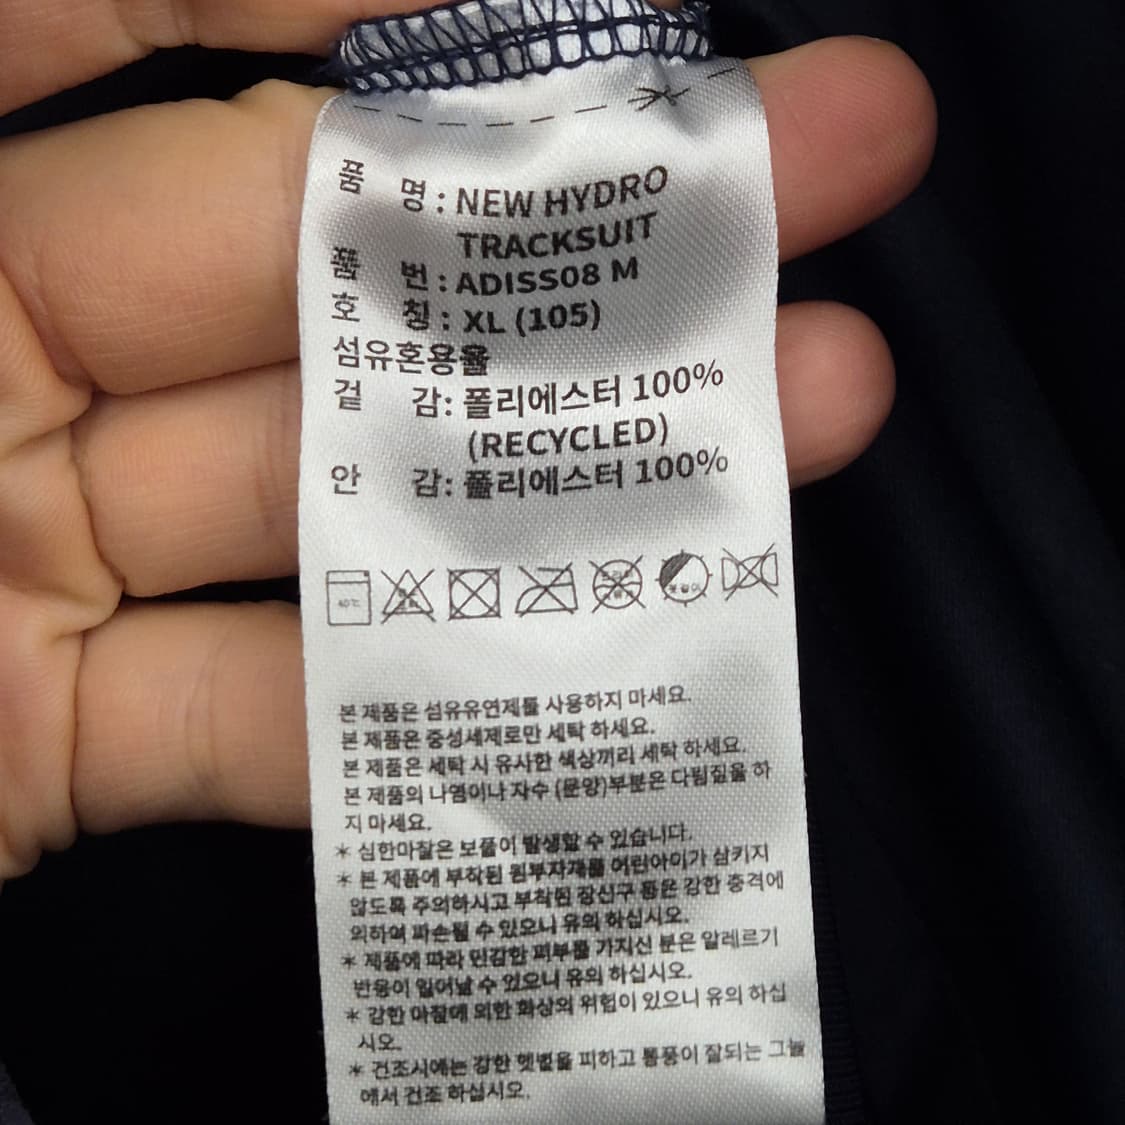 품 명 : NEW HYDRO
TRACKSUIT
품 번 : ADISS08 M
호 칭 : XL (105)
섬유혼용율
겉 감: 폴리에스터 100%
(RECYCLED)
안 감: 폴리에스터 100%
40℃
옷걸이
본 제품은 섬유유연제를 사용하지 마세요.
본 제품은 중성세제로만 세탁 하세요.
본 제품은 세탁 시 유사한 색상끼리 세탁 하세요.
본 제품의 나염이나 자수 (문양)부분은 다림질을 하
지 마세요.
* 심한마찰은 보풀이 발생할 수 있습니다.
* 본 제품에 부착된 원부자재를 어린아이가 삼키지
않도록 주의하시고 부착된 장신구 등은 강한 충격에
의하여 파손될 수 있으니 유의 하십시오.
* 제품에 따라 민감한 피부를 가지신 분은 알레르기
반응이 일어날 수 있으니 유의 하십시오.
* 강한 마찰에 의한 화상의 위험이 있으니 유의 하십
시오.
* 건조시에는 강한 햇볕을 피하고 통풍이 잘되는 그늘
에서 건조 하십시오.